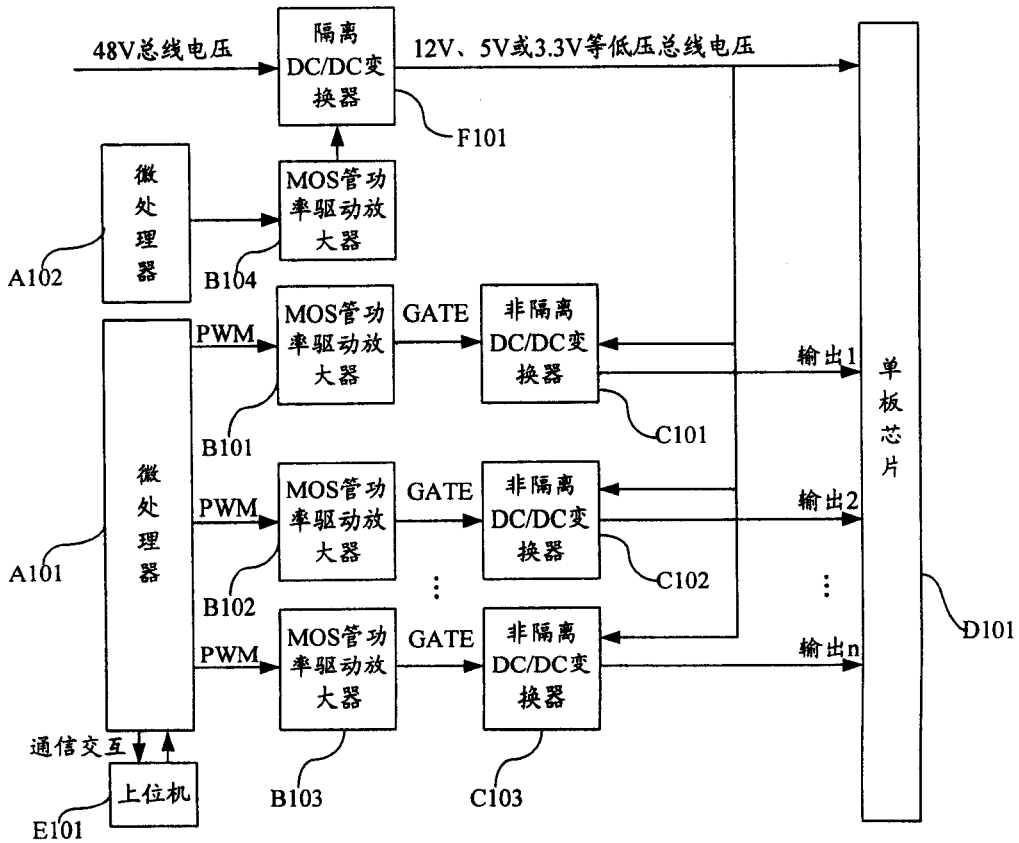 48V总线电压
隔离
DC/DC变
换器
12V、5V或3.3V等低压总线电压
F101
微
处
理
器
MOS管功
率驱动放
大器
A102
B104
PWM
MOS管功
率驱动放
大器
GATE
非隔离
DC/DC变
换器
输出1
B101
C101
微
处
理
器
A101
PWM
MOS管功
率驱动放
大器
GATE
非隔离
DC/DC变
换器
输出2
B102
C102
...
...
PWM
MOS管功
率驱动放
大器
GATE
非隔离
DC/DC变
换器
输出n
单
板
芯
片
D101
通信交互
上位机
E101
B103
C103